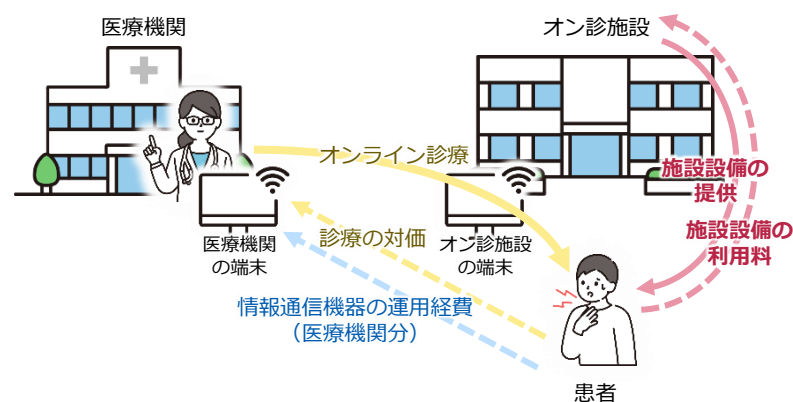 医療機関
オン診施設
オンライン診療
施設設備の
提供
施設設備の
利用料
診療の対価
医療機関
の端末
オン診施設
の端末
情報通信機器の運用経費
（医療機関分）
患者